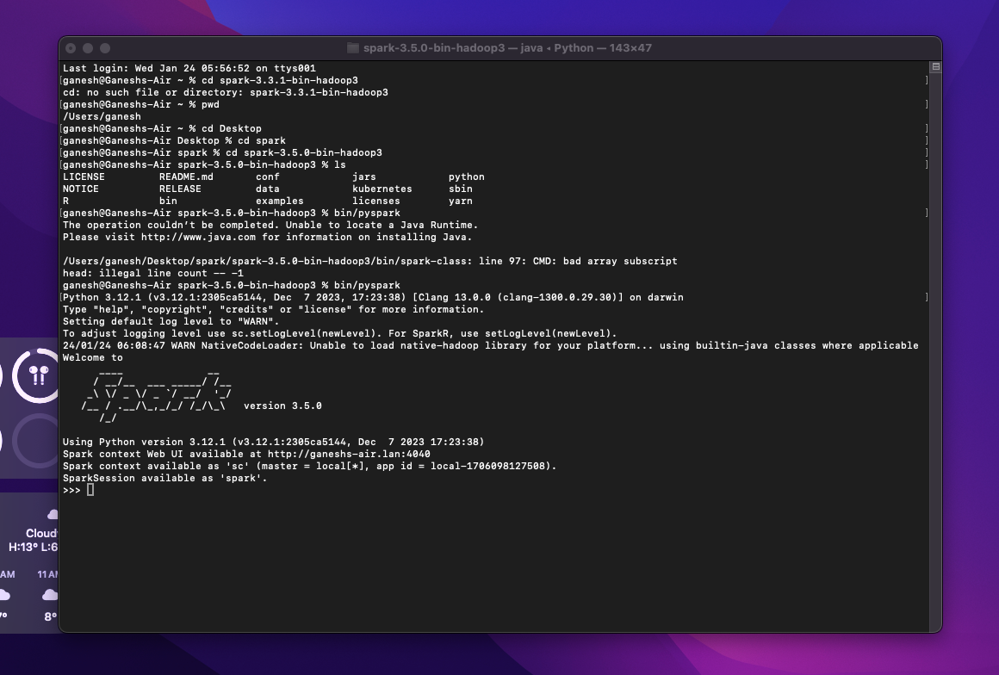 spark-3.5.0-bin-hadoop3 — java ◂ Python — 143×47
Last login: Wed Jan 24 05:56:52 on ttys001
[ganesh@Ganeshs-Air ~ % cd spark-3.3.1-bin-hadoop3 ]
cd: no such file or directory: spark-3.3.1-bin-hadoop3
[ganesh@Ganeshs-Air ~ % pwd ]
/Users/ganesh
[ganesh@Ganeshs-Air ~ % cd Desktop ]
[ganesh@Ganeshs-Air Desktop % cd spark ]
[ganesh@Ganeshs-Air spark % cd spark-3.5.0-bin-hadoop3 ]
[ganesh@Ganeshs-Air spark-3.5.0-bin-hadoop3 % ls ]
LICENSE         README.md       conf            jars            python
NOTICE          RELEASE         data            kubernetes      sbin
R               bin             examples        licenses        yarn
[ganesh@Ganeshs-Air spark-3.5.0-bin-hadoop3 % bin/pyspark ]
The operation couldn’t be completed. Unable to locate a Java Runtime.
Please visit http://www.java.com for information on installing Java.
/Users/ganesh/Desktop/spark/spark-3.5.0-bin-hadoop3/bin/spark-class: line 97: CMD: bad array subscript
head: illegal line count -- -1
ganesh@Ganeshs-Air spark-3.5.0-bin-hadoop3 % bin/pyspark
[Python 3.12.1 (v3.12.1:2305ca5144, Dec  7 2023, 17:23:38) [Clang 13.0.0 (clang-1300.0.29.30)] on darwin ]
Type "help", "copyright", "credits" or "license" for more information.
Setting default log level to "WARN".
To adjust logging level use sc.setLogLevel(newLevel). For SparkR, use setLogLevel(newLevel).
24/01/24 06:08:47 WARN NativeCodeLoader: Unable to load native-hadoop library for your platform... using builtin-java classes where applicable
Welcome to
      ____              __
     / __/__  ___ _____/ /__
    _\ \/ _ \/ _ `/ __/  '_/
   /__ / .__/\_,_/_/ /_/\_\   version 3.5.0
      /_/
Using Python version 3.12.1 (v3.12.1:2305ca5144, Dec  7 2023 17:23:38)
Spark context Web UI available at http://ganeshs-air.lan:4040
Spark context available as 'sc' (master = local[*], app id = local-1706098127508).
SparkSession available as 'spark'.
>>>
H:13° L:6
AM 11 AM
8°